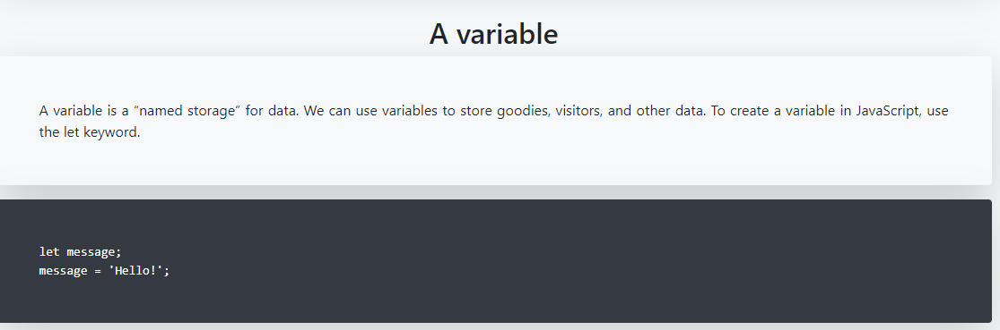 A variable
A variable is a “named storage” for data. We can use variables to store goodies, visitors, and other data. To create a variable in JavaScript, use
the let keyword.
let message;
message = 'Hello!';